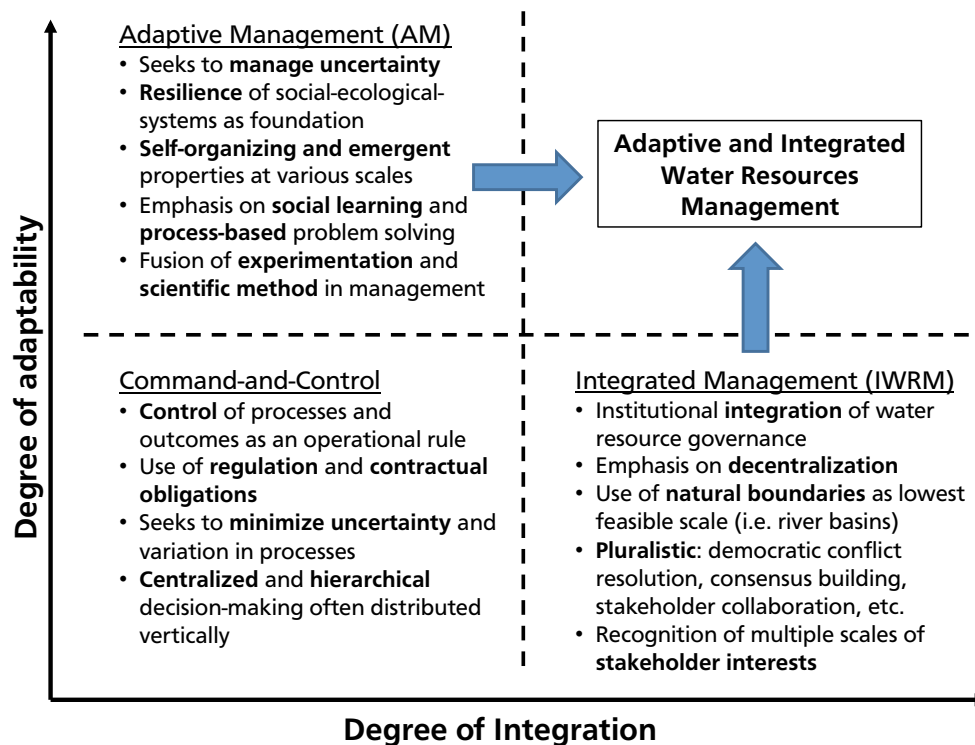 Adaptive Management (AM)
• Seeks to manage uncertainty
• Resilience of social-ecological-
systems as foundation
• Self-organizing and emergent
properties at various scales
• Emphasis on social learning and
process-based problem solving
• Fusion of experimentation and
scientific method in management
Adaptive and Integrated
Water Resources
Management
Command-and-Control
• Control of processes and
outcomes as an operational rule
• Use of regulation and contractual
obligations
• Seeks to minimize uncertainty and
variation in processes
• Centralized and hierarchical
decision-making often distributed
vertically
Integrated Management (IWRM)
• Institutional integration of water
resource governance
• Emphasis on decentralization
• Use of natural boundaries as lowest
feasible scale (i.e. river basins)
• Pluralistic: democratic conflict
resolution, consensus building,
stakeholder collaboration, etc.
• Recognition of multiple scales of
stakeholder interests
Degree of adaptability
Degree of Integration